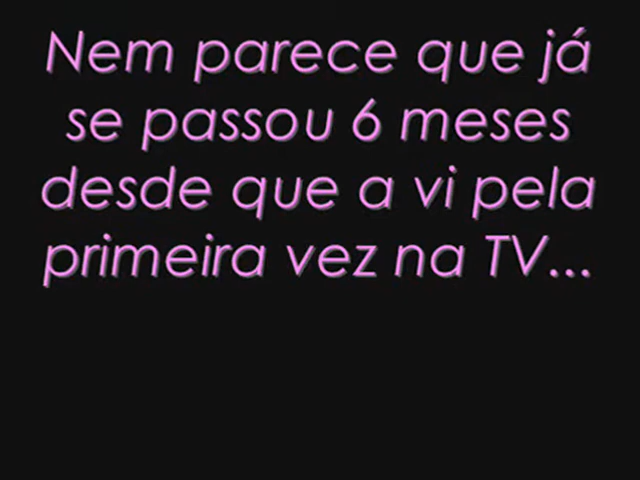 Nem parece que já
se passou 6 meses
desde que a vi pela
primeira vez na TV...